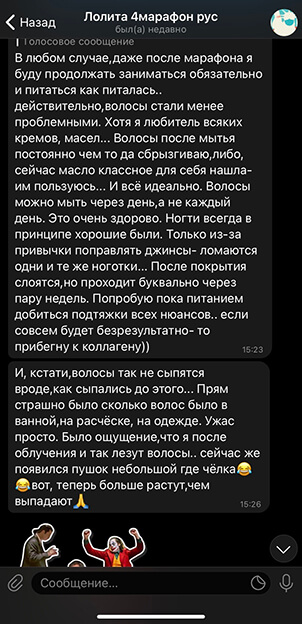 Назад
Лолита 4марафон рус
был(а) недавно
Голосовое сообщение
В любом случае,даже после марафона я
буду продолжать заниматься обязательно
и питаться как питалась..
действительно,волосы стали менее
проблемными. Хотя я любитель всяких
кремов, масел... Волосы после мытья
постоянно чем то да сбрызгиваю,либо,
сейчас масло классное для себя нашла-
им пользуюсь... И всё идеально. Волосы
можно мыть через день,а не каждый
день. Это очень здорово. Ногти всегда в
принципе хорошие были. Только из-за
привычки поправлять джинсы- ломаются
одни и те же ноготки... После покрытия
слоятся,но проходит буквально через
пару недель. Попробую пока питанием
добиться подтяжки всех нюансов.. если
совсем будет безрезультатно- то
прибегну к коллагену))
15:23
И, кстати,волосы так не сыпятся
вроде,как сыпались до этого... Прям
страшно было сколько волос было в
ванной,на расчёске, на одежде. Ужас
просто. Было ощущение,что я после
облучения и так лезут волосы.. сейчас же
появился пушок небольшой где чёлка😂
😂вот, теперь больше растут,чем
выпадают🙏
15:26
Сообщение...